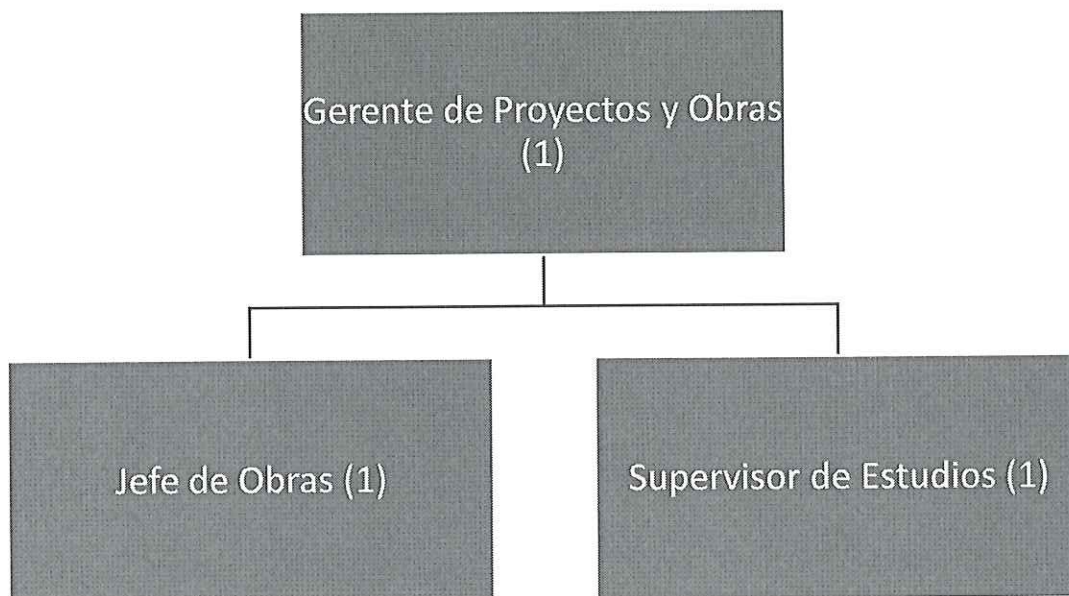 Gerente de Proyectos y Obras
(1)
Jefe de Obras (1)
Supervisor de Estudios (1)